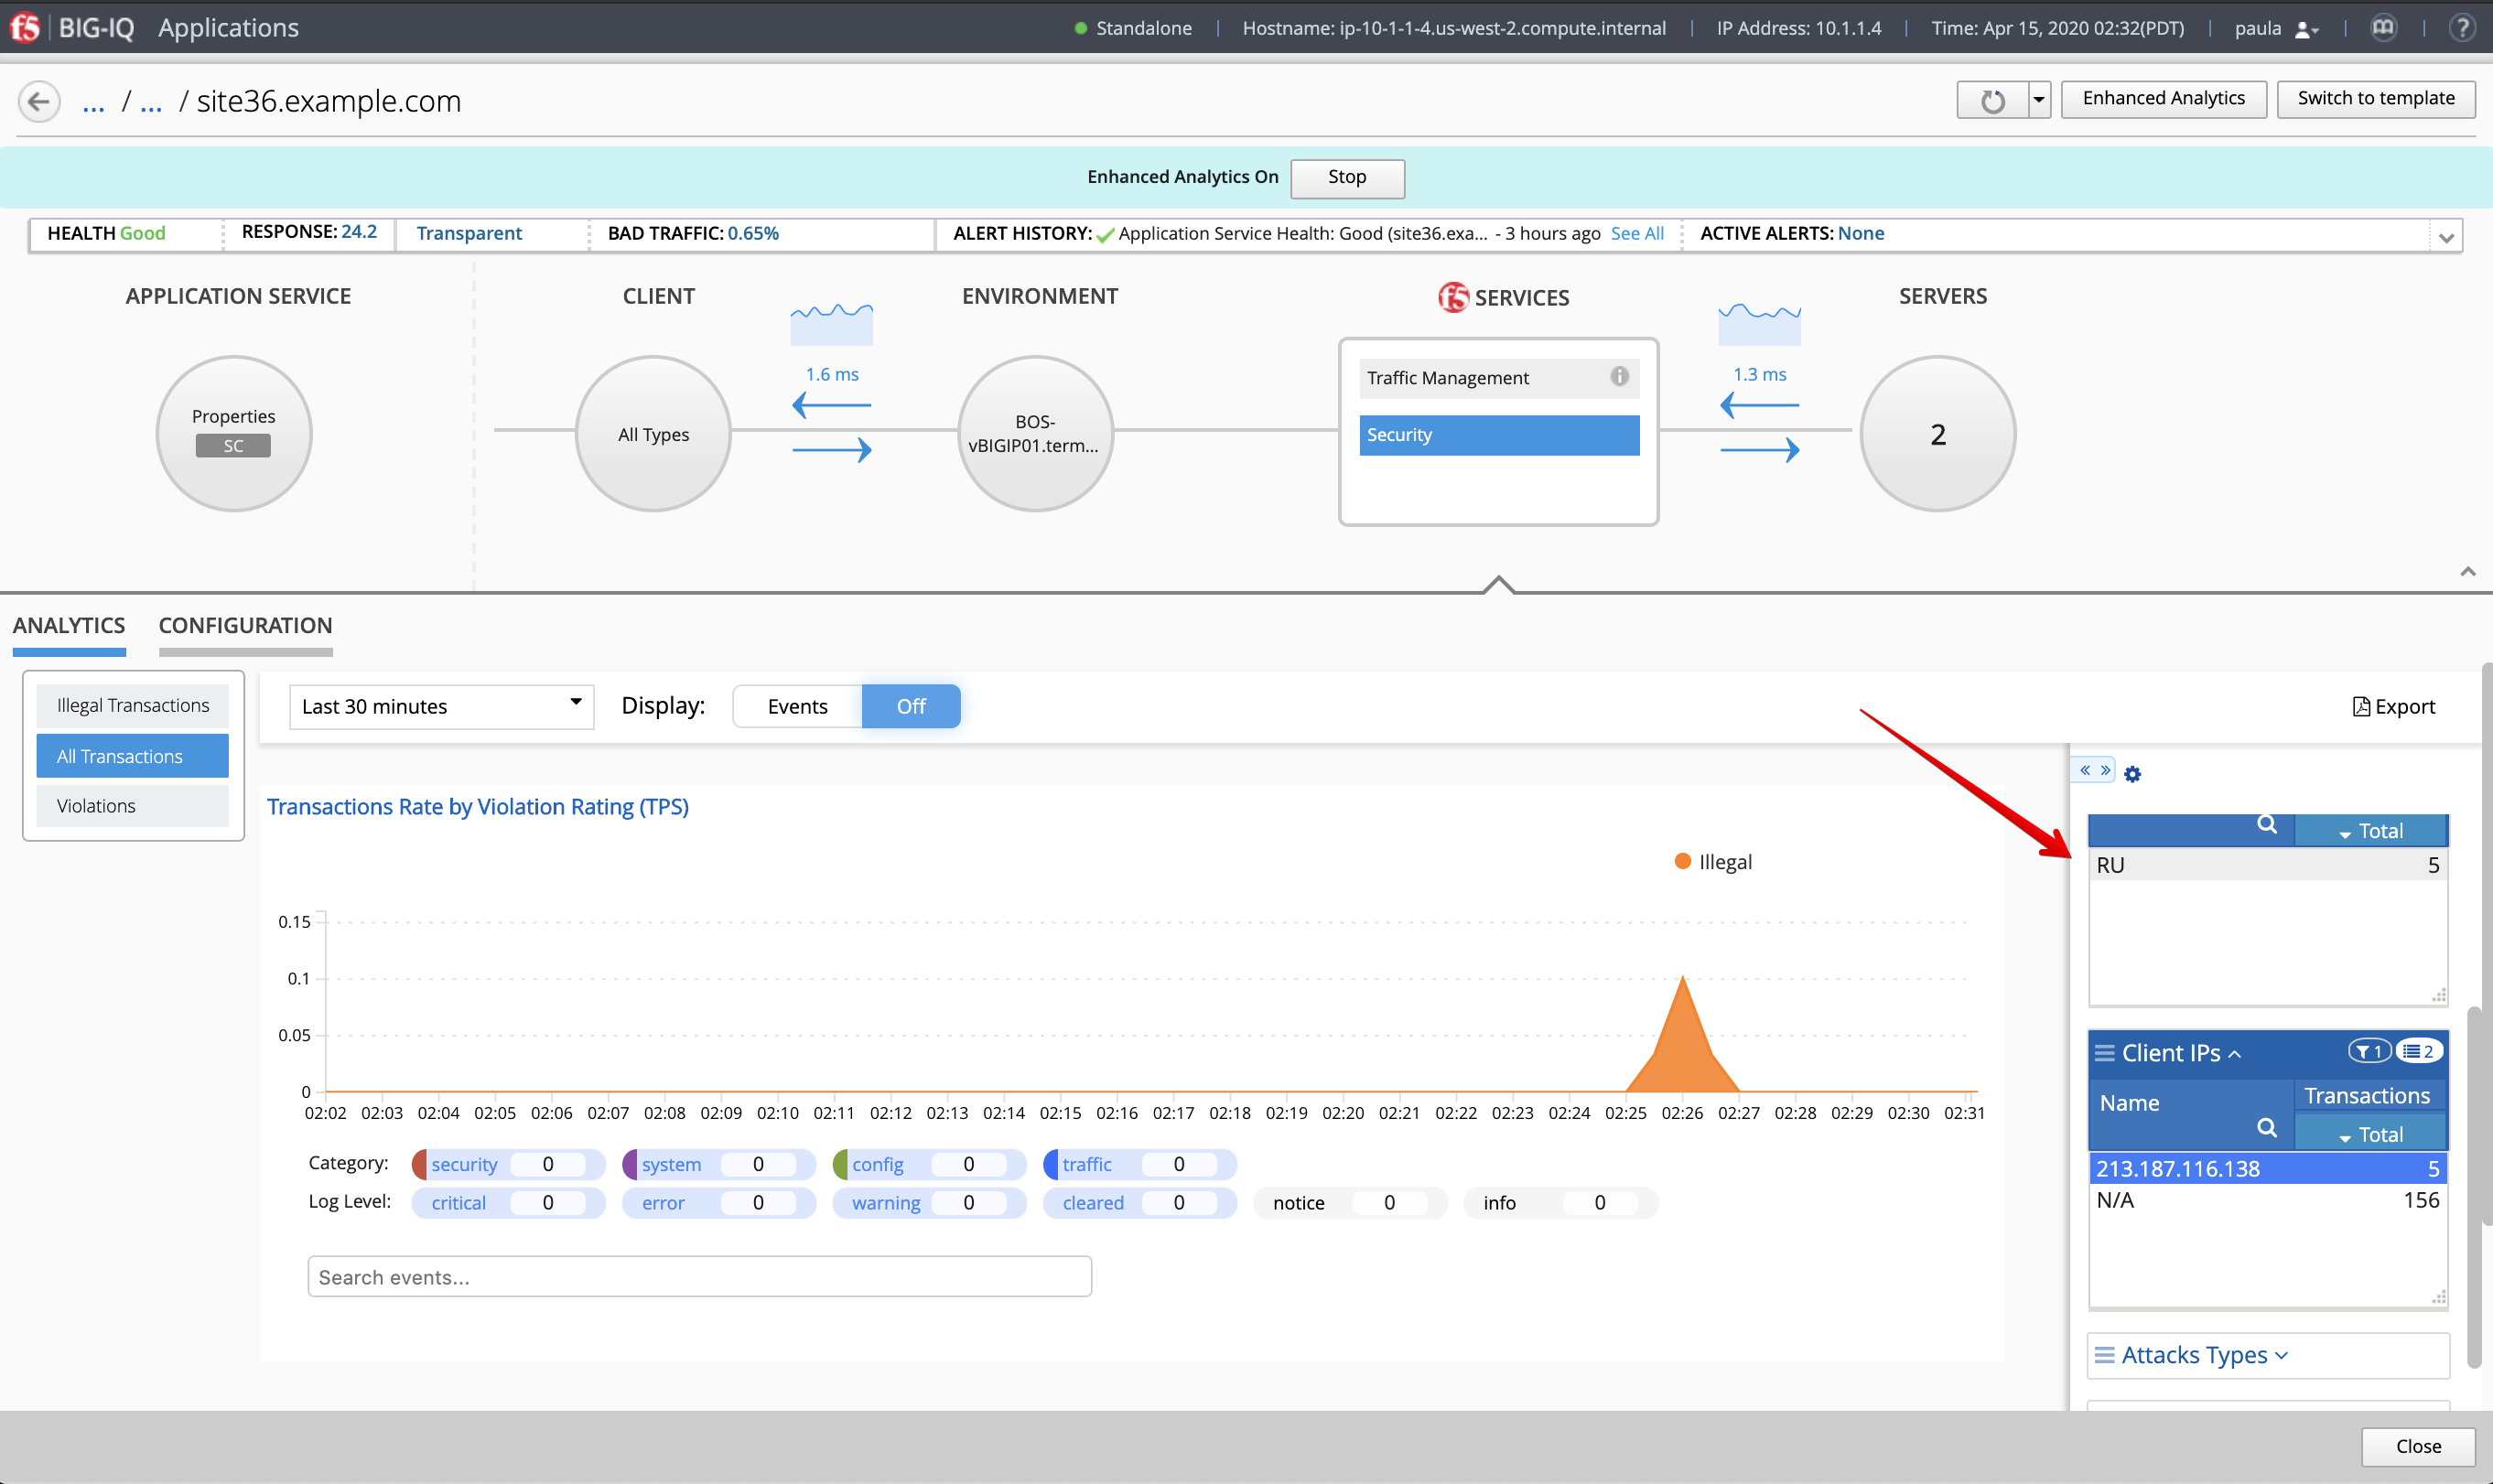 f5 BIG-IQ Applications Standalone Hostname: ip-10-1-1-4.us-west-2.compute.internal IP Address: 10.1.1.4 Time: Apr 15, 2020 02:32(PDT) paula ?
... / ... / site36.example.com Enhanced Analytics Switch to template
Enhanced Analytics On Stop
HEALTH Good RESPONSE: 24.2 Transparent BAD TRAFFIC: 0.65% ALERT HISTORY: Application Service Health: Good (site36.exa... - 3 hours ago See All ACTIVE ALERTS: None
APPLICATION SERVICE CLIENT ENVIRONMENT f5 SERVICES SERVERS
1.6 ms Traffic Management i 1.3 ms
Properties
SC
All Types
BOS-
vBIGIP01.term...
Security
2
ANALYTICS CONFIGURATION
Illegal Transactions
All Transactions
Violations
Last 30 minutes Display: Events Off Export
Transactions Rate by Violation Rating (TPS)
Illegal
0.15
0.1
0.05
0
02:02 02:03 02:04 02:05 02:06 02:07 02:08 02:09 02:10 02:11 02:12 02:13 02:14 02:15 02:16 02:17 02:18 02:19 02:20 02:21 02:22 02:23 02:24 02:25 02:26 02:27 02:28 02:29 02:30 02:31
Category: security 0 system 0 config 0 traffic 0
Log Level: critical 0 error 0 warning 0 cleared 0 notice 0 info 0
Search events...
« »
Total
RU 5
Client IPs 1 2
Name Transactions
Total
213.187.116.138 5
N/A 156
Attacks Types
Close